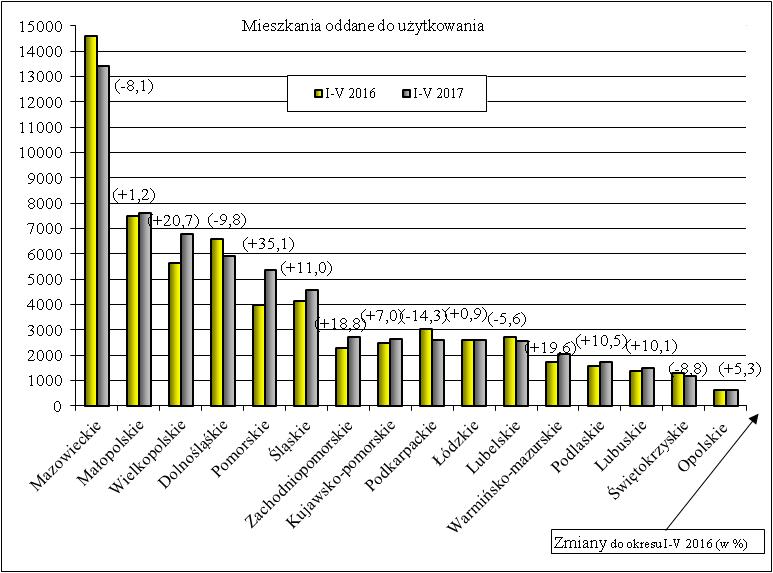 Mieszkania oddane do użytkowania
15000
14000
13000
12000
11000
10000
9000
8000
7000
6000
5000
4000
3000
2000
1000
0
I-V 2016 I-V 2017
(-8,1)
(+1,2)
(+20,7)
(-9,8)
(+35,1)
(+11,0)
(+18,8)
(+7,0)
(-14,3)
(+0,9)
(-5,6)
(+19,6)
(+10,5)
(+10,1)
(-8,8)
(+5,3)
Mazowieckie
Małopolskie
Wielkopolskie
Dolnośląskie
Pomorskie
Śląskie
Zachodniopomorskie
Kujawsko-pomorskie
Podkarpackie
Łódzkie
Lubelskie
Warmińsko-mazurskie
Podlaskie
Lubuskie
Świętokrzyskie
Opolskie
Zmiany do okresu I-V 2016 (w %)